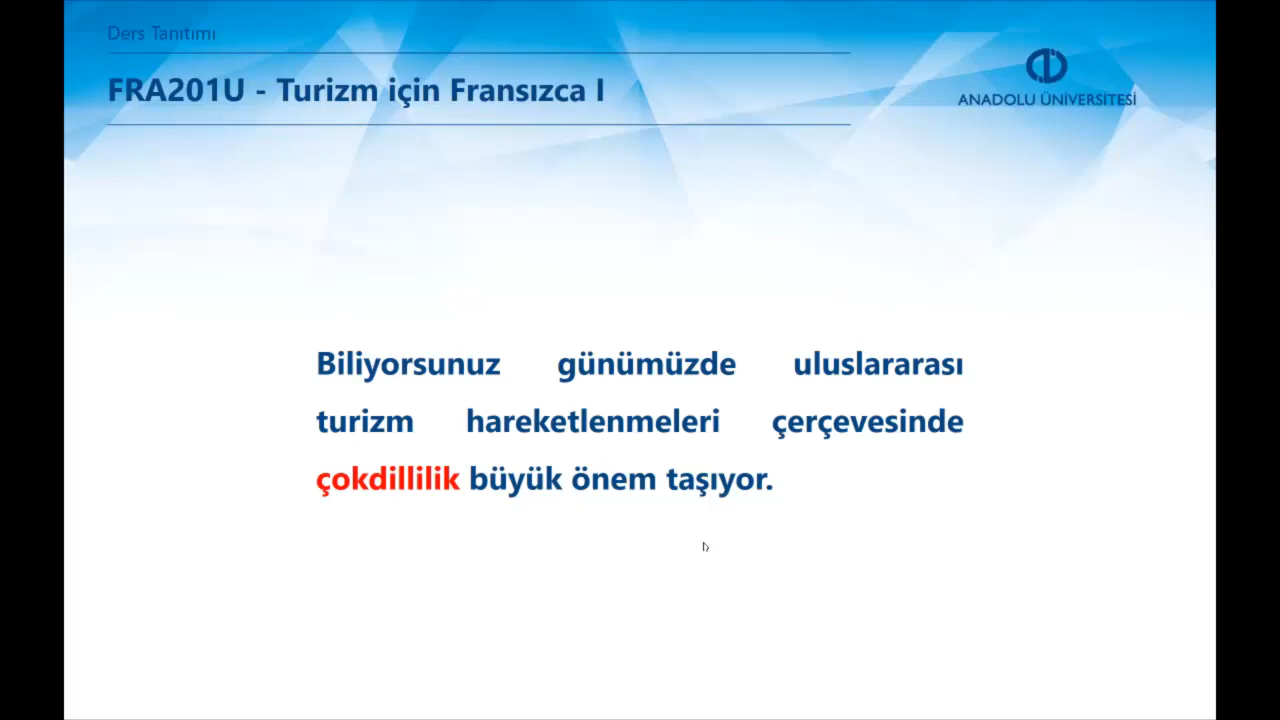 Ders Tanıtımı
FRA201U - Turizm için Fransızca I
ANADOLU ÜNİVERSİTESİ
Biliyorsunuz günümüzde uluslararası
turizm hareketlenmeleri çerçevesinde
çokdillilik büyük önem taşıyor.